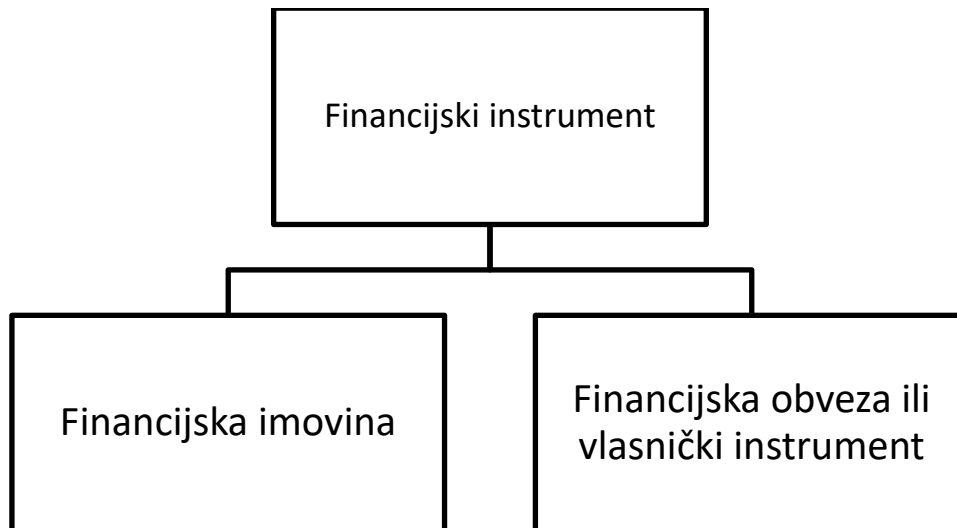 Financijski instrument
Financijska imovina
Financijska obveza ili
vlasnički instrument